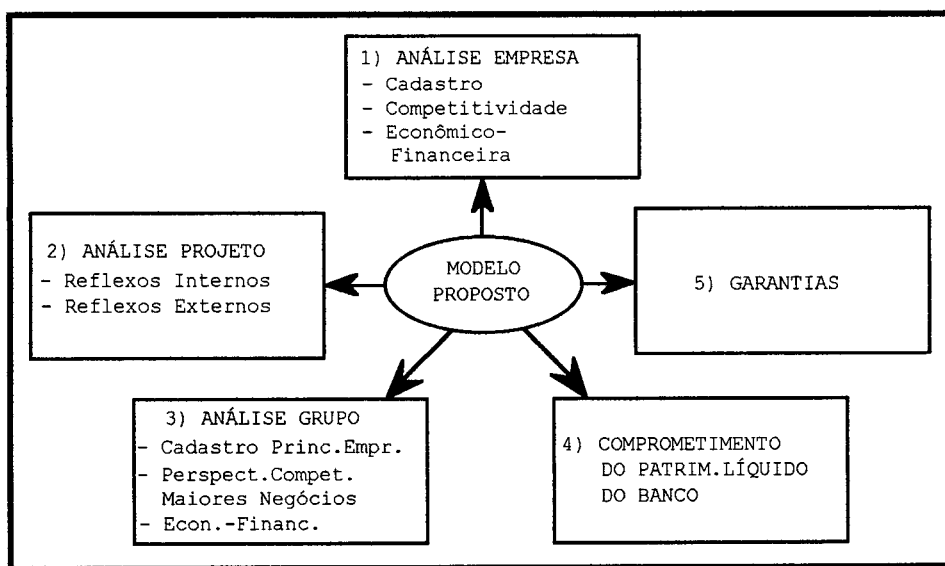 1) ANÁLISE EMPRESA
- Cadastro
- Competitividade
- Econômico-
Financeira
2) ANÁLISE PROJETO
- Reflexos Internos
- Reflexos Externos
MODELO
PROPOSTO
5) GARANTIAS
3) ANÁLISE GRUPO
- Cadastro Princ.Empr.
- Perspect.Compet.
Maiores Negócios
- Econ.-Financ.
4) COMPROMETIMENTO
DO PATRIM.LÍQUIDO
DO BANCO